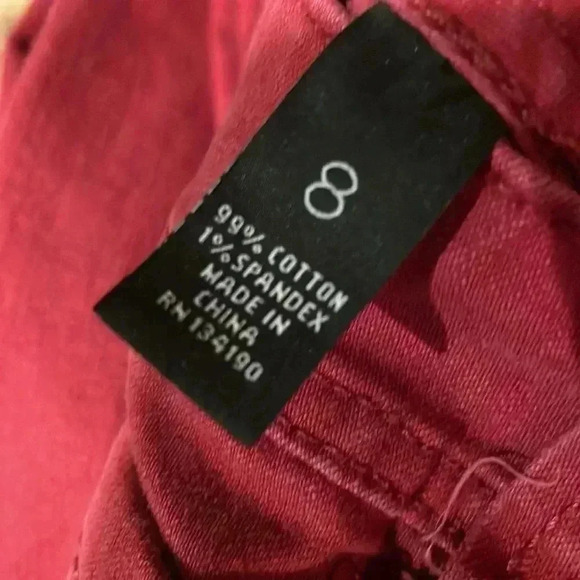 8
99% COTTON
1% SPANDEX
MADE IN
CHINA
RN 134190